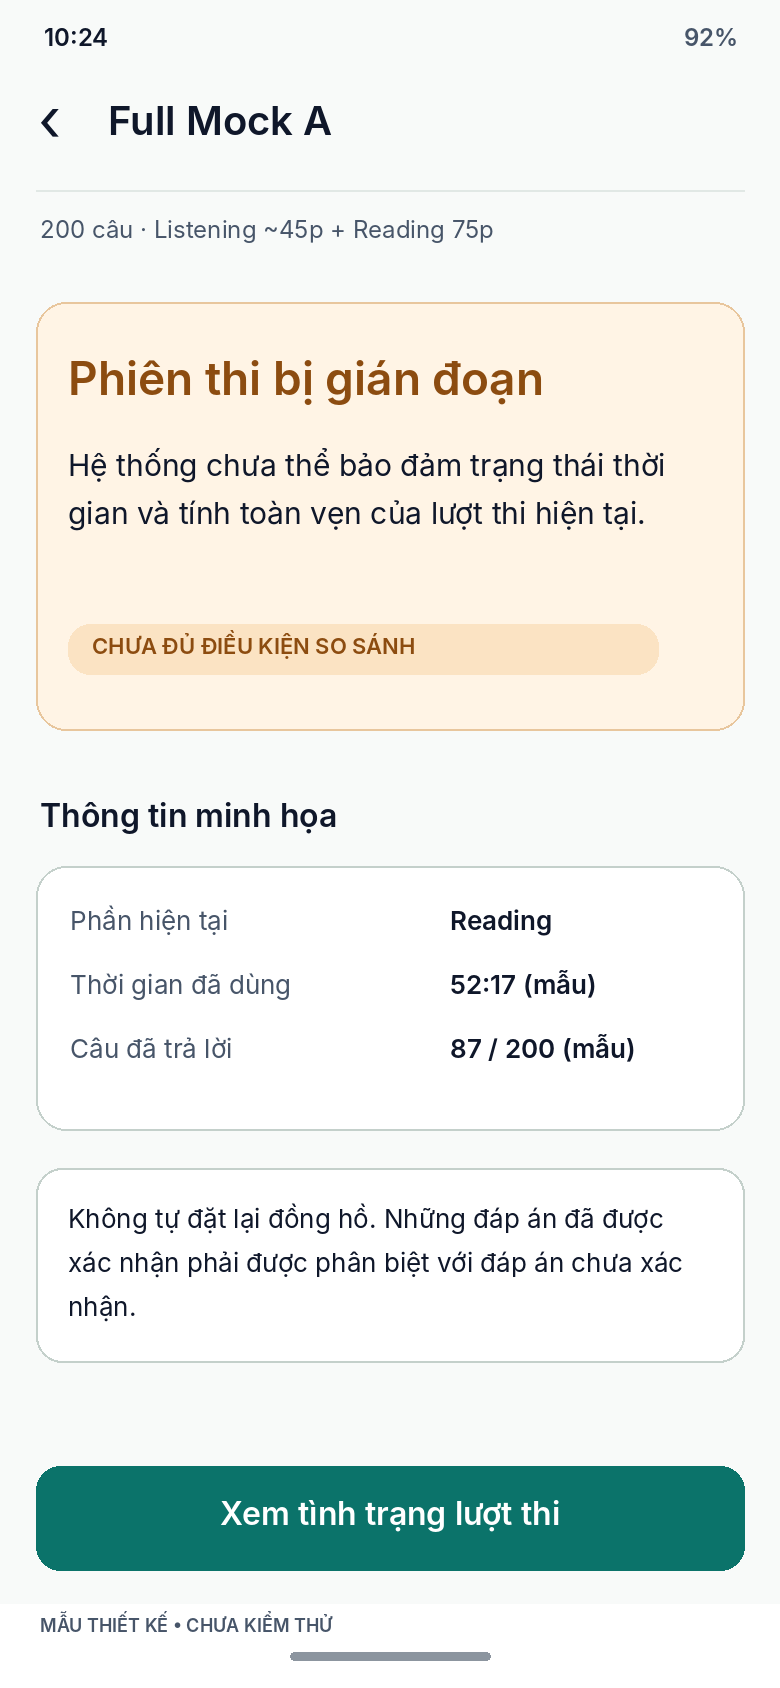 10:24
92%
Full Mock A
200 câu · Listening ~45p + Reading 75p
Phiên thi bị gián đoạn
Hệ thống chưa thể bảo đảm trạng thái thời
gian và tính toàn vẹn của lượt thi hiện tại.
CHƯA ĐỦ ĐIỀU KIỆN SO SÁNH
Thông tin minh họa
Phần hiện tại Reading
Thời gian đã dùng 52:17 (mẫu)
Câu đã trả lời 87 / 200 (mẫu)
Không tự đặt lại đồng hồ. Những đáp án đã được
xác nhận phải được phân biệt với đáp án chưa xác
nhận.
Xem tình trạng lượt thi
MẪU THIẾT KẾ • CHƯA KIỂM THỬ